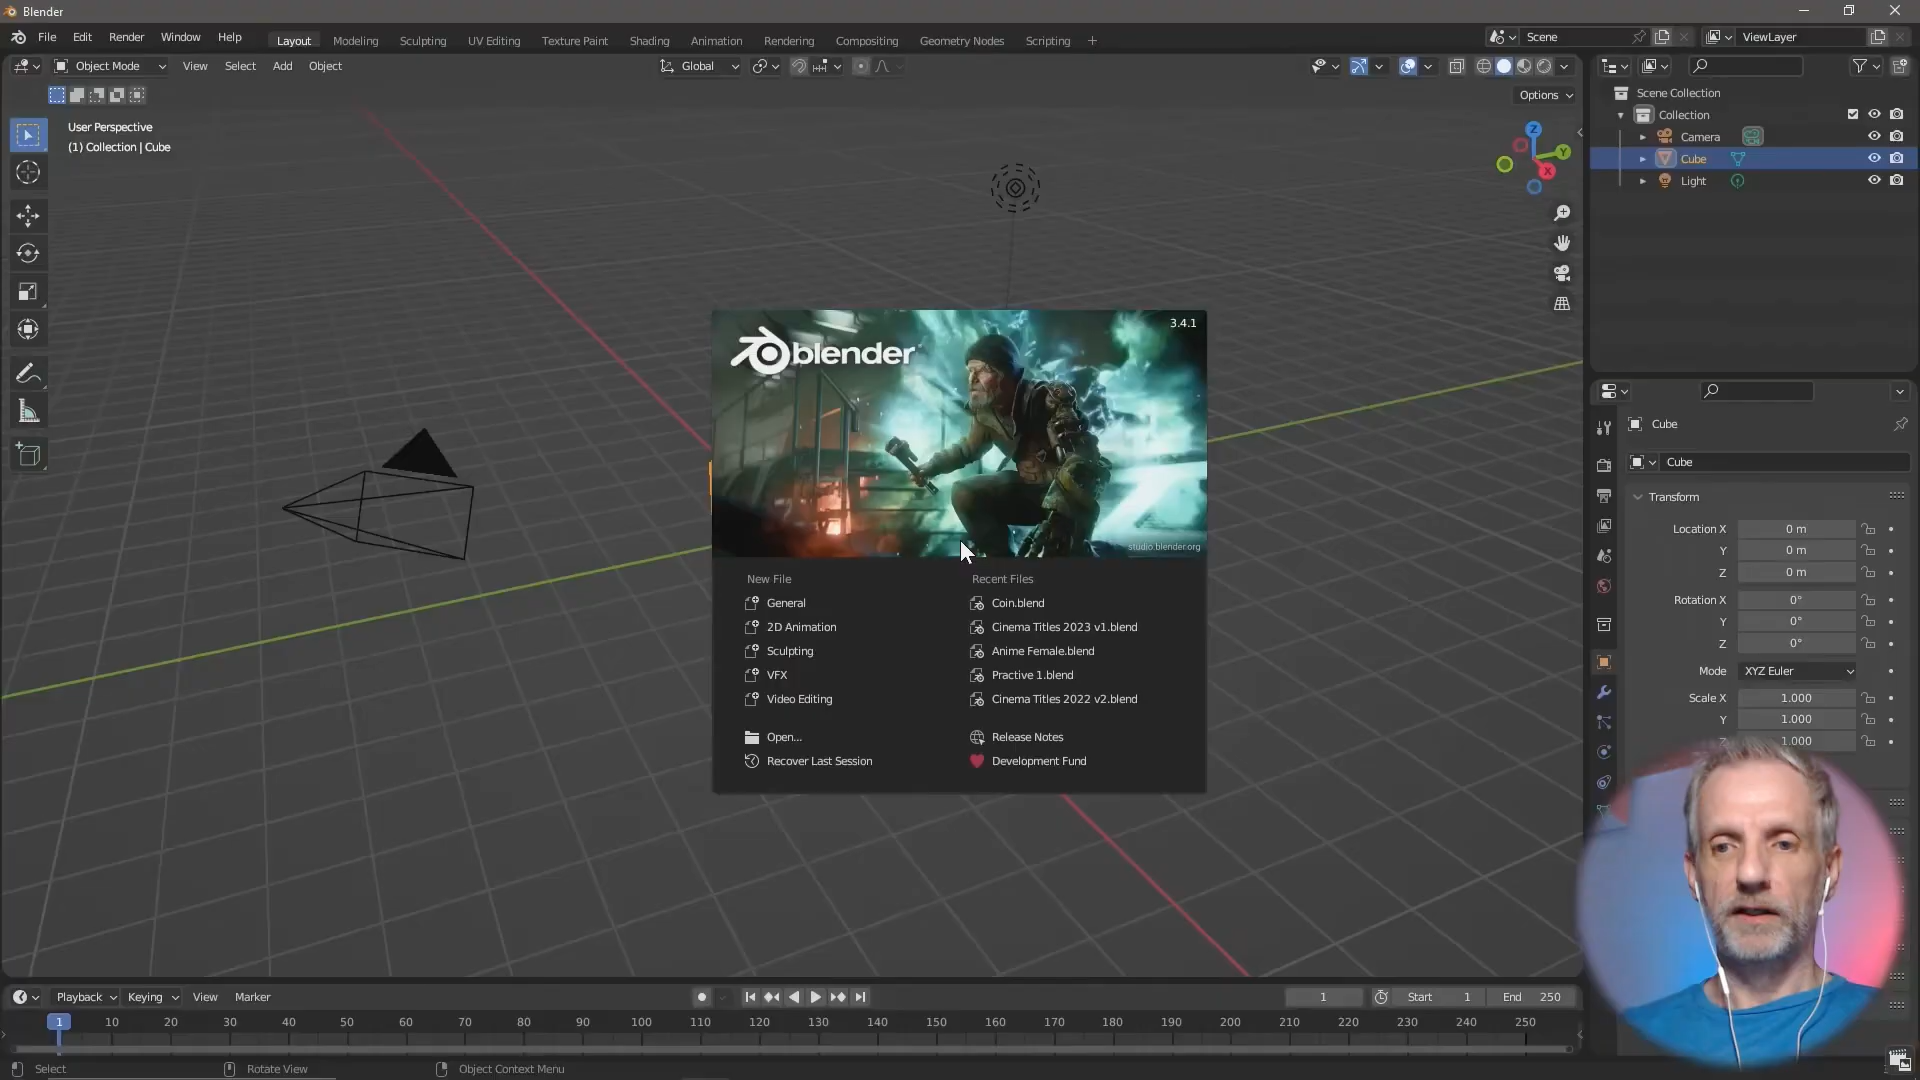 Blender
File Edit Render Window Help
Layout Modeling Sculpting UV Editing Texture Paint Shading Animation Rendering Compositing Geometry Nodes Scripting +
Scene
ViewLayer
Object Mode View Select Add Object
Global
Options
User Perspective
(1) Collection | Cube
Z
Y
X
Scene Collection
Collection
Camera
Cube
Light
Cube
Cube
Transform
Location X 0 m
Y 0 m
Z 0 m
Rotation X 0°
Y 0°
Z 0°
Mode XYZ Euler
Scale X 1.000
Y 1.000
Z 1.000
3.4.1
blender
studio.blender.org
New File
General
2D Animation
Sculpting
VFX
Video Editing
Open...
Recover Last Session
Recent Files
Coin.blend
Cinema Titles 2023 v1.blend
Anime Female.blend
Practive 1.blend
Cinema Titles 2022 v2.blend
Release Notes
Development Fund
Playback Keying View Marker
1
Start 1
End 250
1 10 20 30 40 50 60 70 80 90 100 110 120 130 140 150 160 170 180 190 200 210 220 230 240 250
Select
Rotate View
Object Context Menu